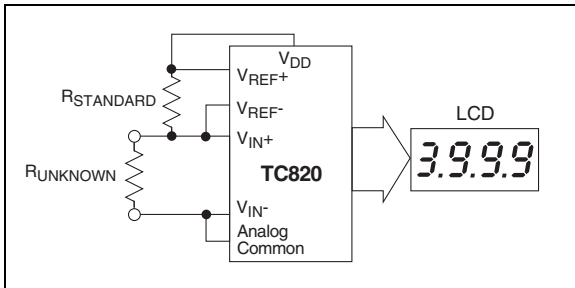 VDD
VREF+
RSTANDARD
VREF-
LCD
VIN+
3.9.9.9
TC820
RUNKNOWN
VIN-
Analog
Common